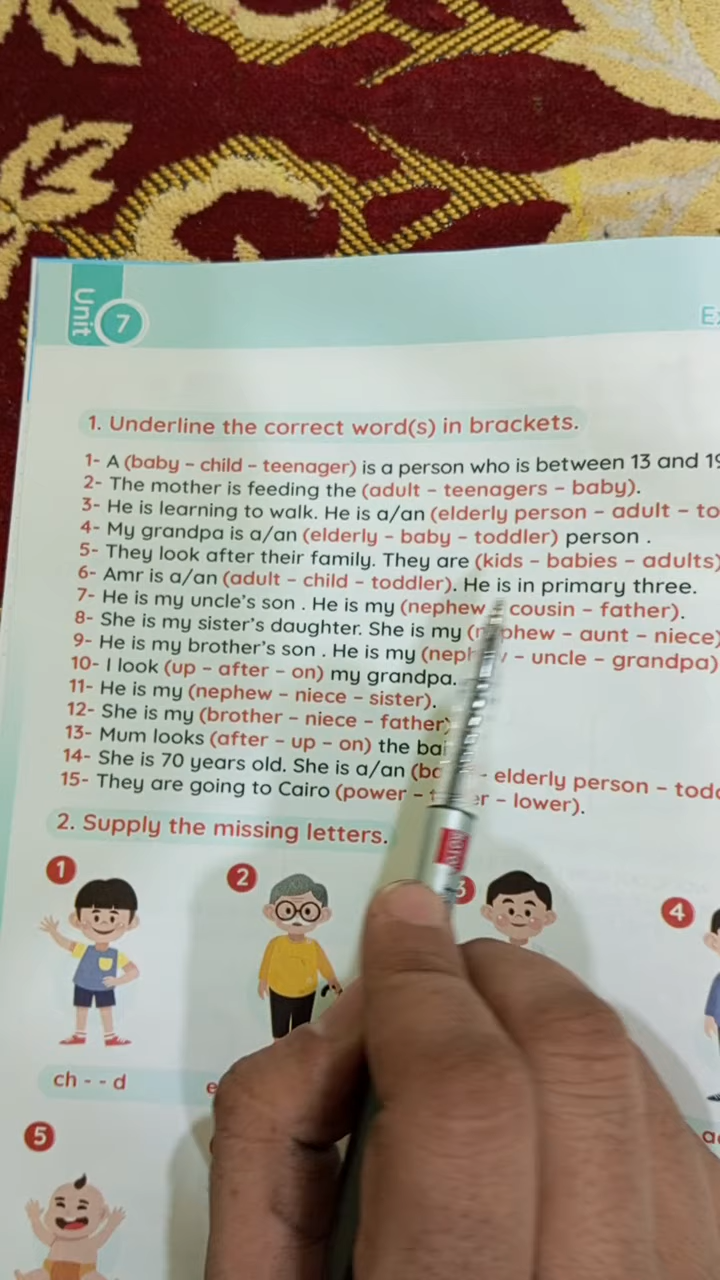 Unit 7
1. Underline the correct word(s) in brackets.
1- A (baby - child - teenager) is a person who is between 13 and 19
2- The mother is feeding the (adult - teenagers - baby).
3- He is learning to walk. He is a/an (elderly person - adult - to
4- My grandpa is a/an (elderly - baby - toddler) person .
5- They look after their family. They are (kids - babies - adults)
6- Amr is a/an (adult - child - toddler). He is in primary three.
7- He is my uncle's son . He is my (nephew cousin - father).
8- She is my sister's daughter. She is my (nephew - aunt - niece)
9- He is my brother's son . He is my (neph - uncle - grandpa)
10- I look (up - after - on) my grandpa.
11- He is my (nephew - niece - sister).
12- She is my (brother - niece - father)
13- Mum looks (after - up - on) the
14- She is 70 years old. She is a/an ( - elderly person - tod
15- They are going to Cairo (power - er - lower).
2. Supply the missing letters.
1
2
3
4
ch - - d
e
5